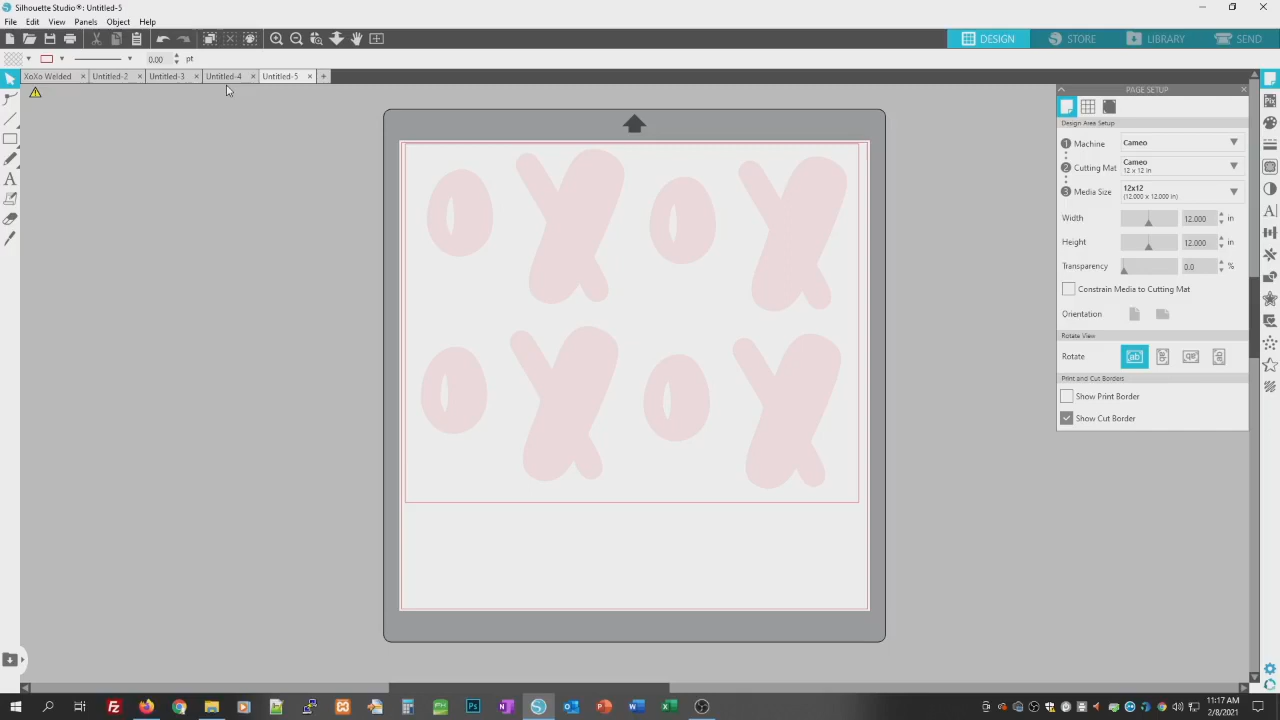 Silhouette Studio®: Untitled-5
File Edit View Panels Object Help
DESIGN STORE LIBRARY SEND
0.00 pt
XoXo Welded Untitled-2 Untitled-3 Untitled-4 Untitled-5
PAGE SETUP
Design Area Setup
1 Machine Cameo
2 Cutting Mat Cameo
12 x 12 in
3 Media Size 12x12
(12.000 x 12.000 in)
Width 12.000 in
Height 12.000 in
Transparency 0.0 %
Constrain Media to Cutting Mat
Orientation
Rotate View
Rotate
Print and Cut Borders
Show Print Border
Show Cut Border
OXOX
OXOX
11:17 AM
2/8/2021